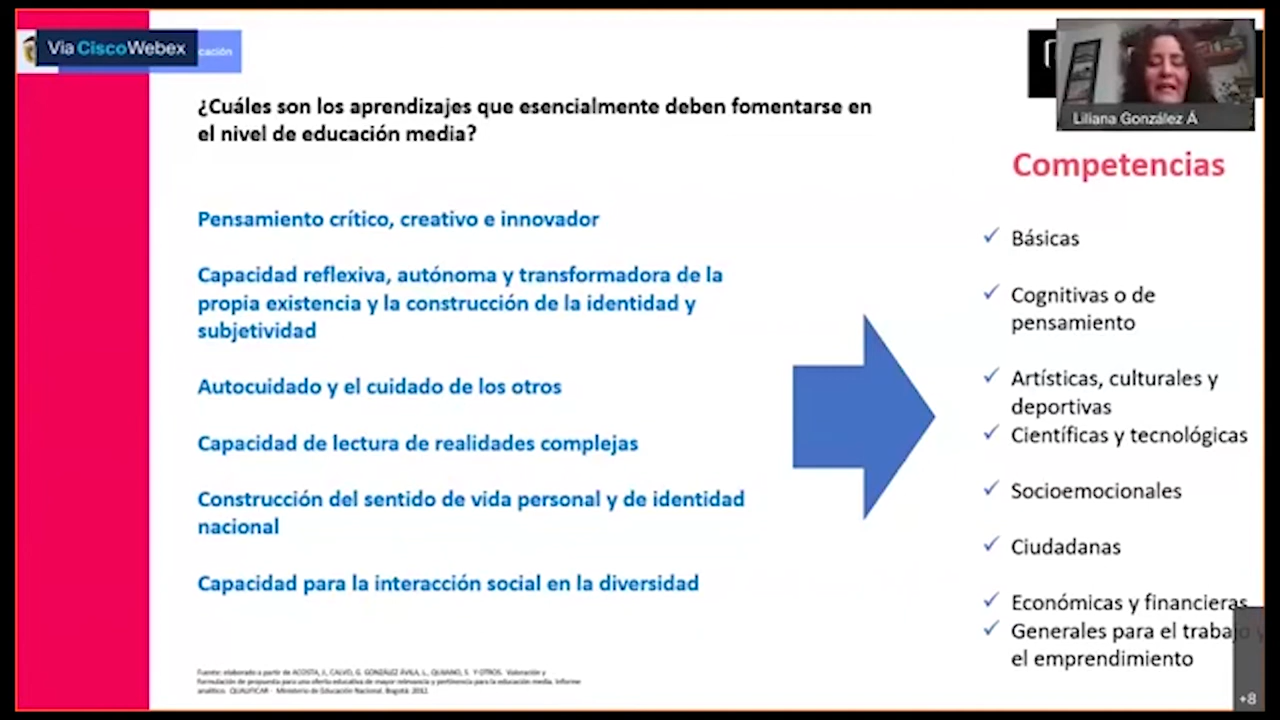 Via Cisco Webex
cación
Liliana González Á
¿Cuáles son los aprendizajes que esencialmente deben fomentarse en
el nivel de educación media?
Pensamiento crítico, creativo e innovador
Capacidad reflexiva, autónoma y transformadora de la
propia existencia y la construcción de la identidad y
subjetividad
Autocuidado y el cuidado de los otros
Capacidad de lectura de realidades complejas
Construcción del sentido de vida personal y de identidad
nacional
Capacidad para la interacción social en la diversidad
Competencias
Básicas
Cognitivas o de
pensamiento
Artísticas, culturales y
deportivas
Científicas y tecnológicas
Socioemocionales
Ciudadanas
Económicas y financieras
Generales para el trabajo y
el emprendimiento
Fuente: elaborado a partir de ACOSTA, J., CALVO, G. GONZÁLEZ ÁVILA, L., S. Y OTROS. Valoración y
formulación de propuesta para una oferta educativa de mayor relevancia y pertinencia para la educación media. Informe
analítico. QUALIFICAR - Ministerio de Educación Nacional. Bogotá.
+8